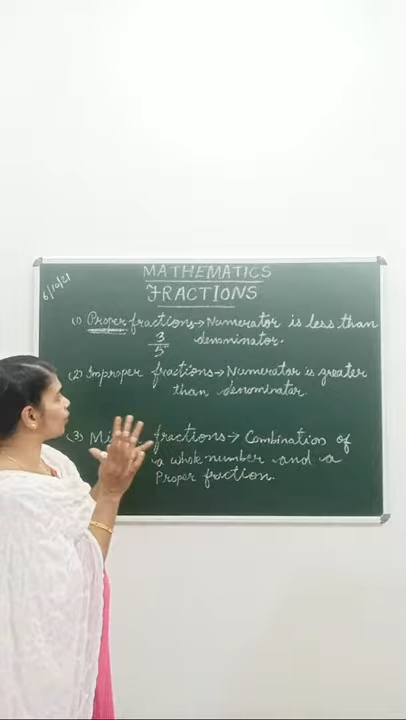 6/10/21
MATHEMATICS
FRACTIONS
(1) Proper fractions → Numerator is less than
3/5 denominator.
(2) Improper fractions → Numerator is greater
than denominator.
(3) Mi fractions → Combination of
a whole number and a
Proper fraction.